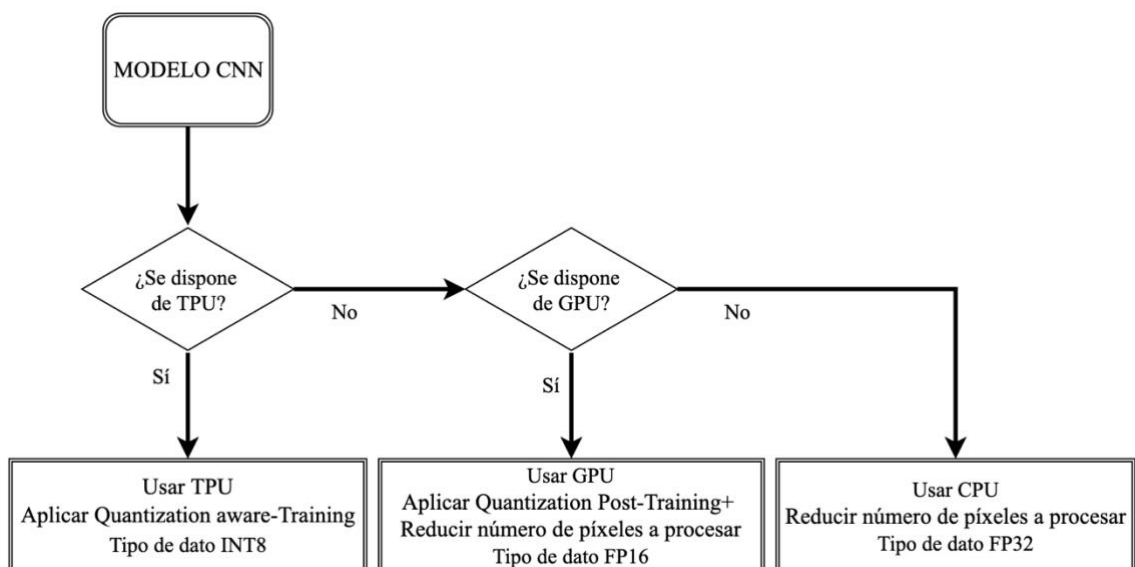 MODELO CNN
¿Se dispone
de TPU?
No
¿Se dispone
de GPU?
No
Sí
Sí
Usar TPU
Aplicar Quantization aware-Training
Tipo de dato INT8
Usar GPU
Aplicar Quantization Post-Training+
Reducir número de píxeles a procesar
Tipo de dato FP16
Usar CPU
Reducir número de píxeles a procesar
Tipo de dato FP32